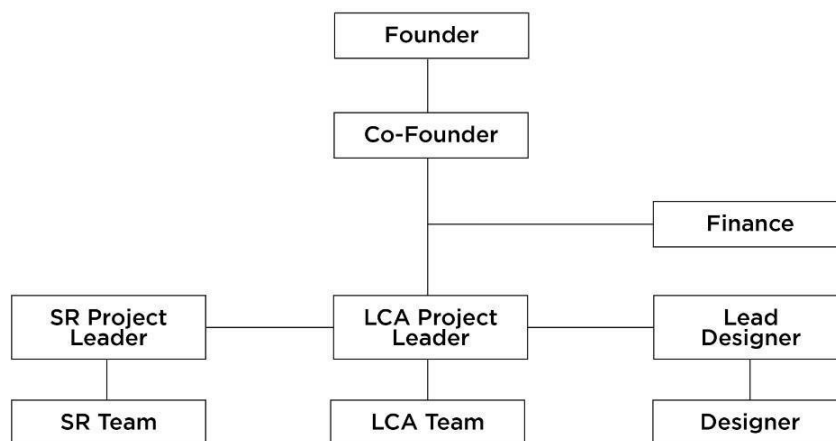 Founder
Co-Founder
Finance
SR Project
Leader
LCA Project
Leader
Lead
Designer
SR Team
LCA Team
Designer